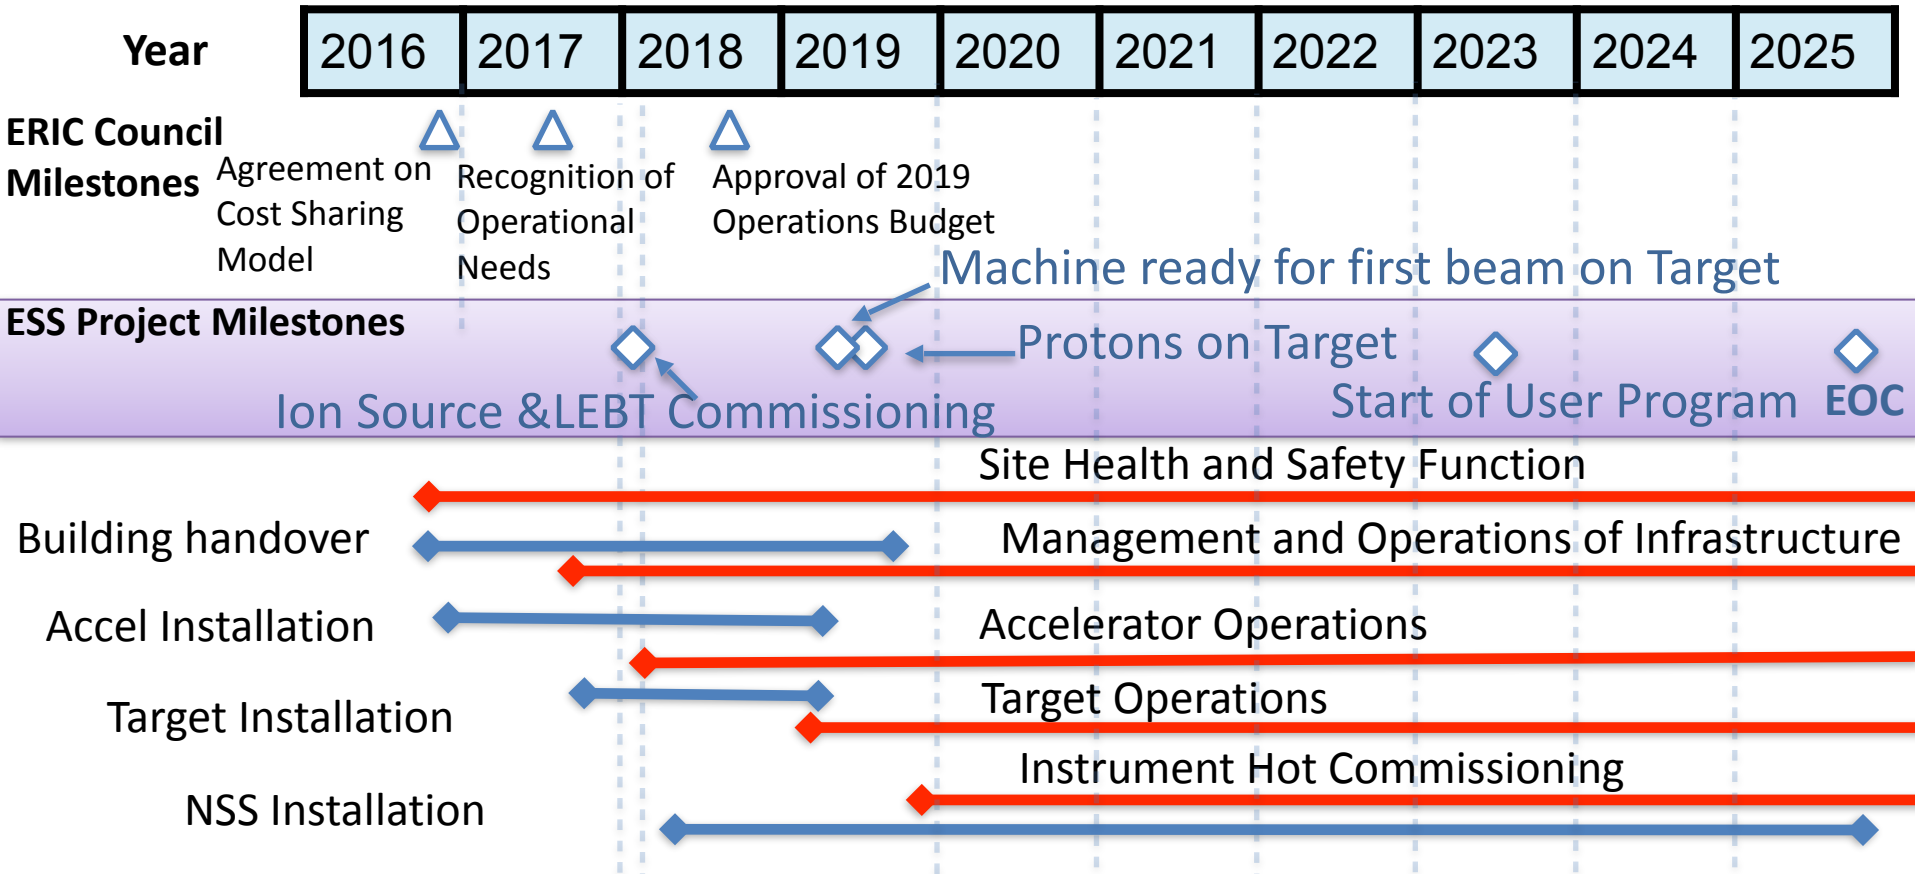 Year 2016 2017 2018 2019 2020 2021 2022 2023 2024 2025
ERIC Council
Milestones
Agreement on
Cost Sharing
Model
Recognition of
Operational
Needs
Approval of 2019
Operations Budget
Machine ready for first beam on Target
ESS Project Milestones
Protons on Target
Ion Source &LEBT Commissioning
Start of User Program
EOC
Site Health and Safety Function
Building handover
Management and Operations of Infrastructure
Accel Installation
Accelerator Operations
Target Installation
Target Operations
Instrument Hot Commissioning
NSS Installation